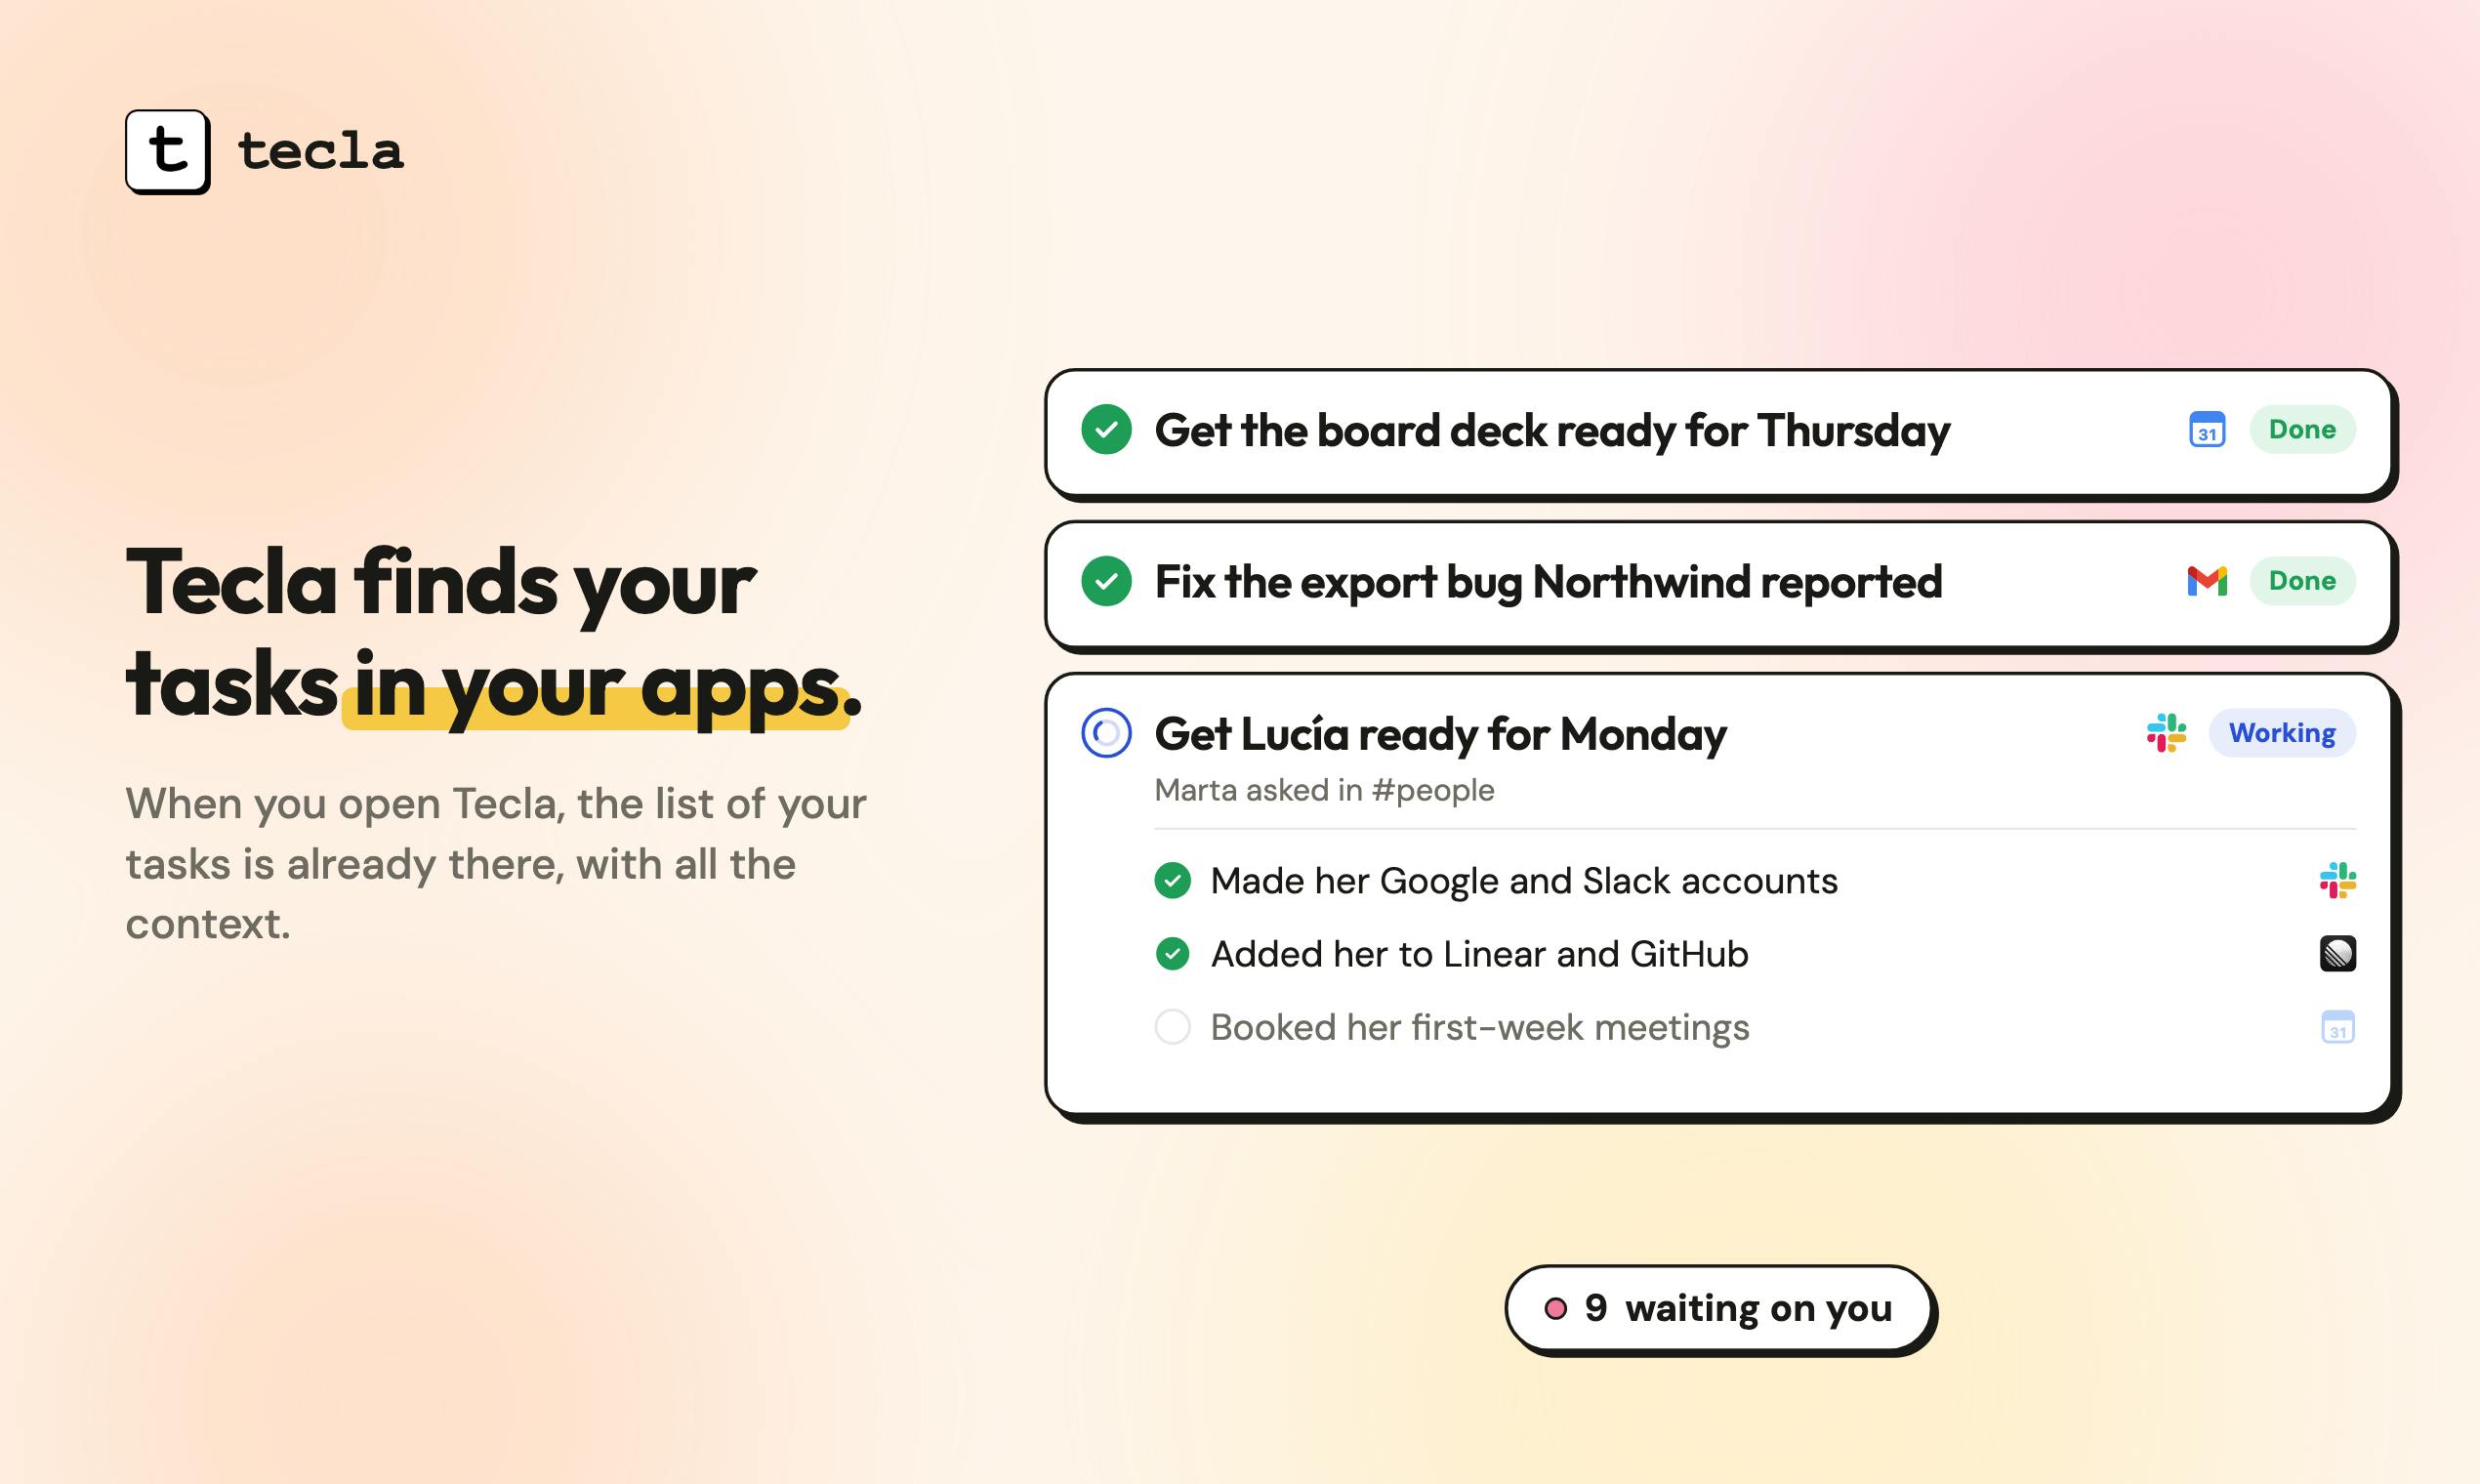 t tecla
Tecla finds your
tasks in your apps.
When you open Tecla, the list of your
tasks is already there, with all the
context.
Get the board deck ready for Thursday 31 Done
Fix the export bug Northwind reported Done
Get Lucía ready for Monday Working
Marta asked in #people
Made her Google and Slack accounts
Added her to Linear and GitHub
Booked her first-week meetings 31
9 waiting on you